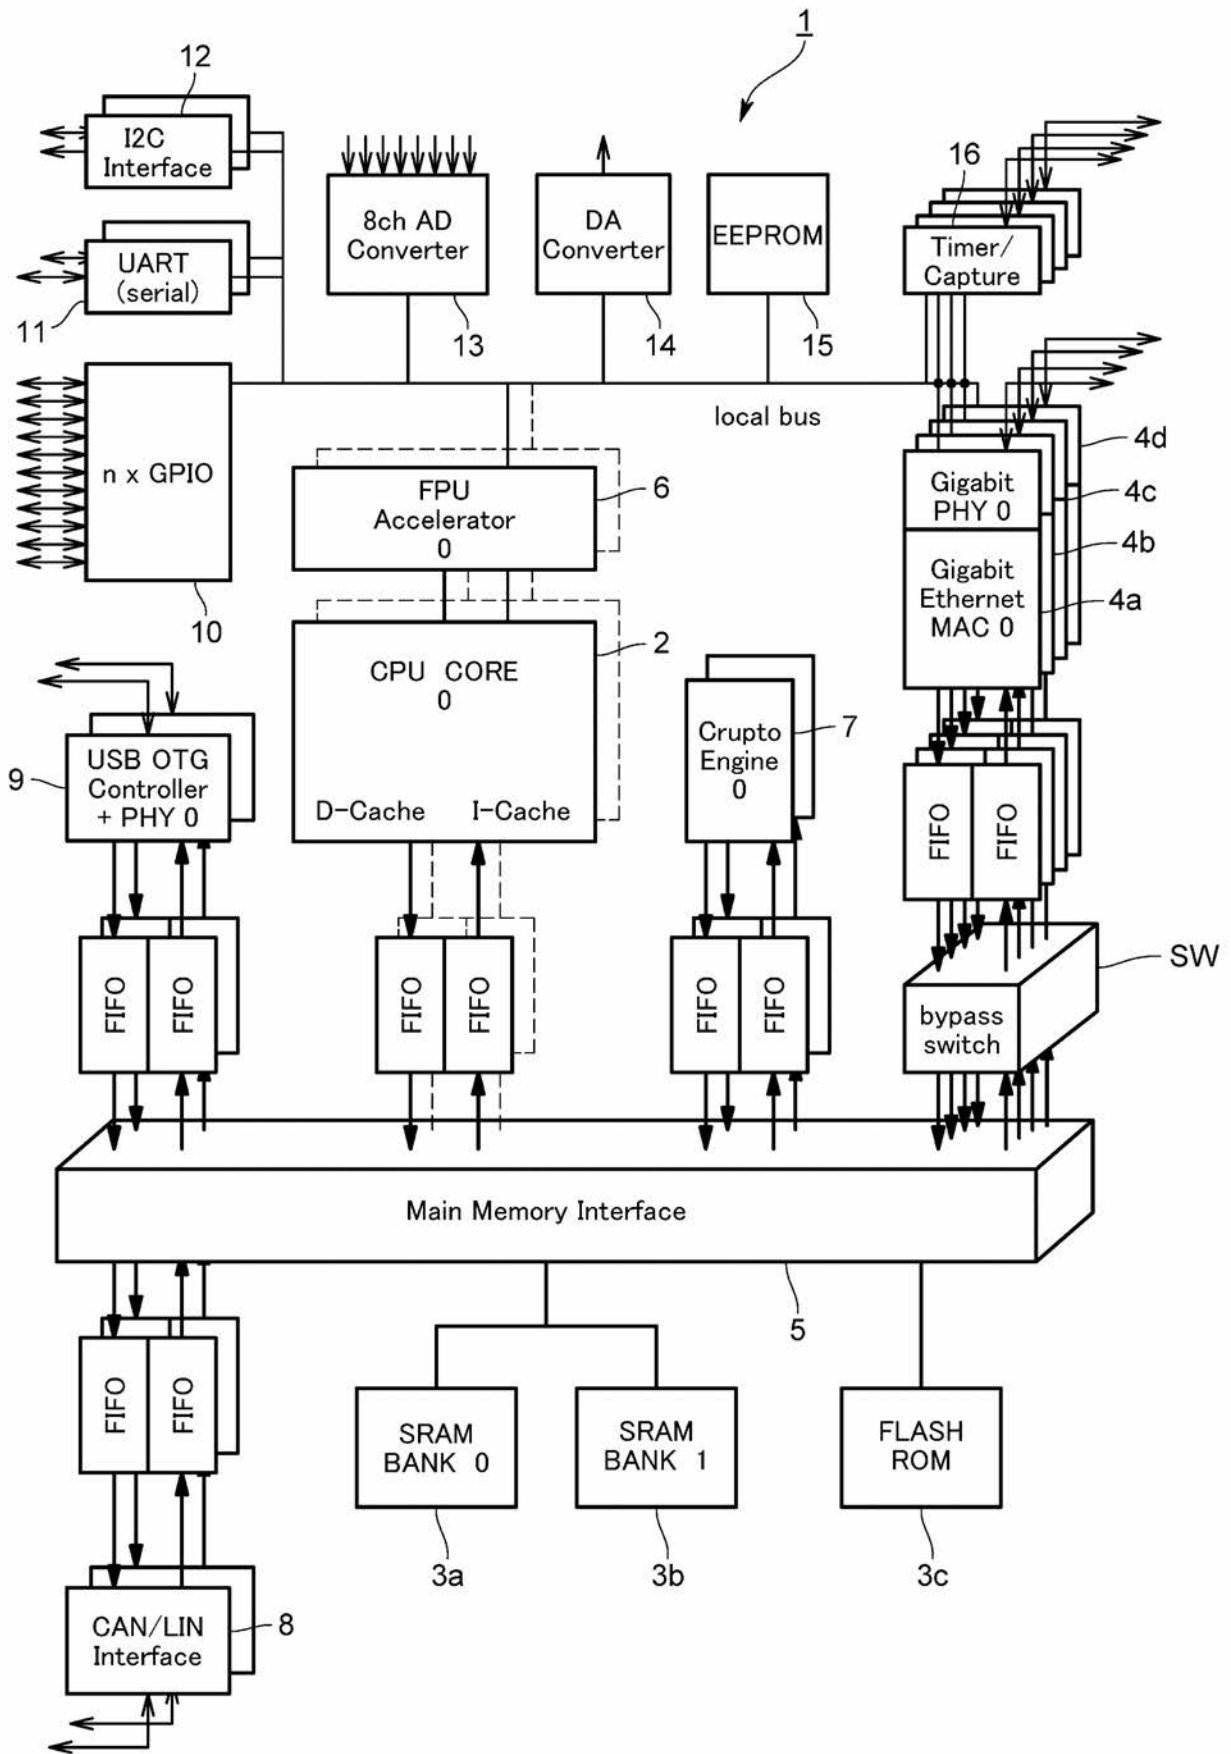 1
12
I2C
Interface
UART
(serial)
11
8ch AD
Converter
13
DA
Converter
14
EEPROM
15
16
Timer/
Capture
local bus
n x GPIO
10
FPU
Accelerator
0
6
4d
4c
4b
4a
Gigabit
PHY 0
Gigabit
Ethernet
MAC 0
CPU CORE
0
D-Cache I-Cache
2
Crupto
Engine
0
7
USB OTG
Controller
+ PHY 0
9
FIFO FIFO
FIFO FIFO
FIFO FIFO
FIFO FIFO
bypass
switch
SW
Main Memory Interface
5
FIFO FIFO
SRAM
BANK 0
3a
SRAM
BANK 1
3b
FLASH
ROM
3c
CAN/LIN
Interface
8